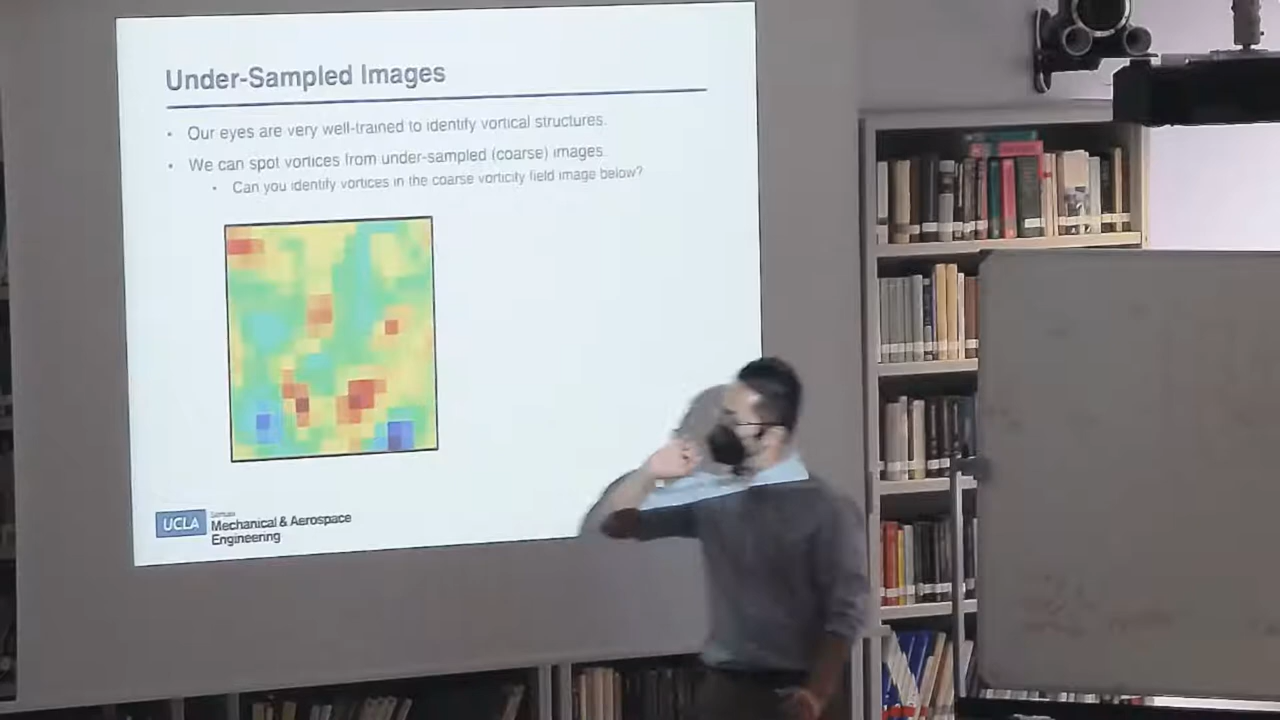 Under-Sampled Images
• Our eyes are very well-trained to identify vortical structures.
• We can spot vortices from under-sampled (coarse) images.
• Can you identify vortices in the coarse vorticity field image below?
UCLA
Samueli
Mechanical & Aerospace
Engineering